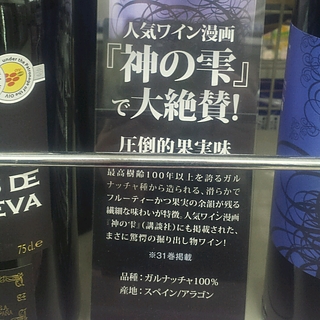 人気ワイン漫画
『神の雫』
で大絶賛!
圧倒的果実味
最高樹齢100年以上を誇るガル
ナッチャ種から造られる、滑らかで
フルーティーかつ果実の余韻が残る
繊細な味わいが特徴。人気ワイン漫画
『神の雫』(講談社)にも掲載された、
まさに驚愕の掘り出し物ワイン!
※31巻掲載
品種:ガルナッチャ100%
産地:スペイン/アラゴン
DE
EVA
75cl